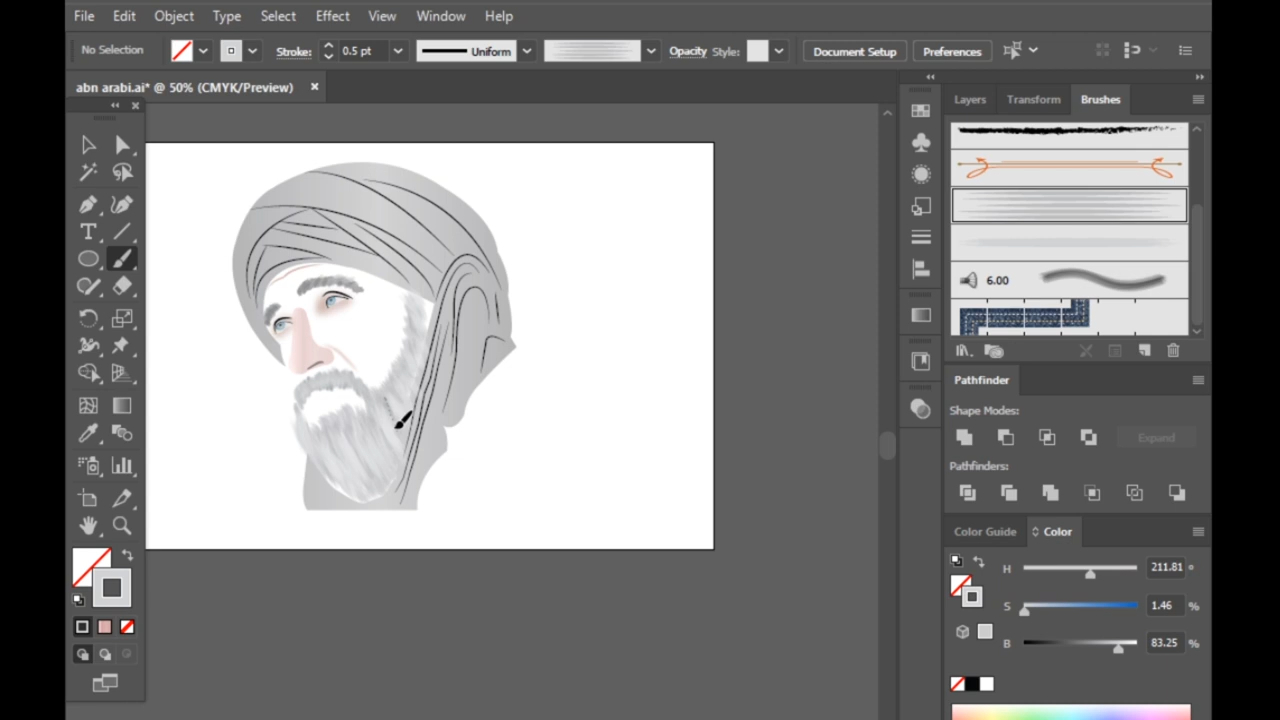 File Edit Object Type Select Effect View Window Help
No Selection Stroke: 0.5 pt Uniform Opacity Style: Document Setup Preferences
abn arabi.ai* @ 50% (CMYK/Preview)
Layers Transform Brushes
6.00
Pathfinder
Shape Modes:
Expand
Pathfinders:
Color Guide Color
H 211.81 °
S 1.46 %
B 83.25 %